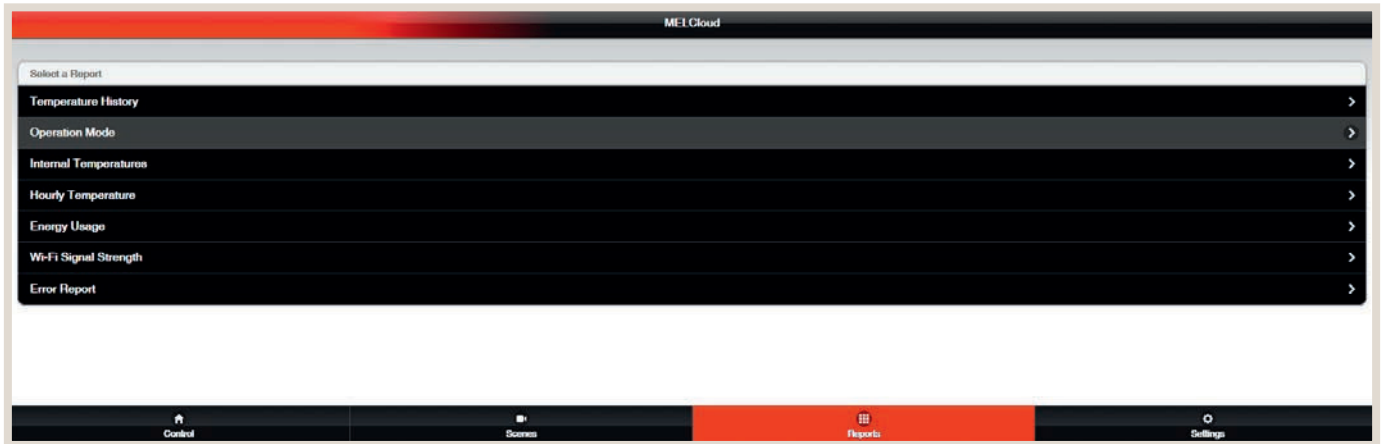 MELCloud
Select a Report
Temperature History
Operation Mode
Internal Temperatures
Hourly Temperature
Energy Usage
Wi-Fi Signal Strength
Error Report
Control
Scenes
Reports
Settings